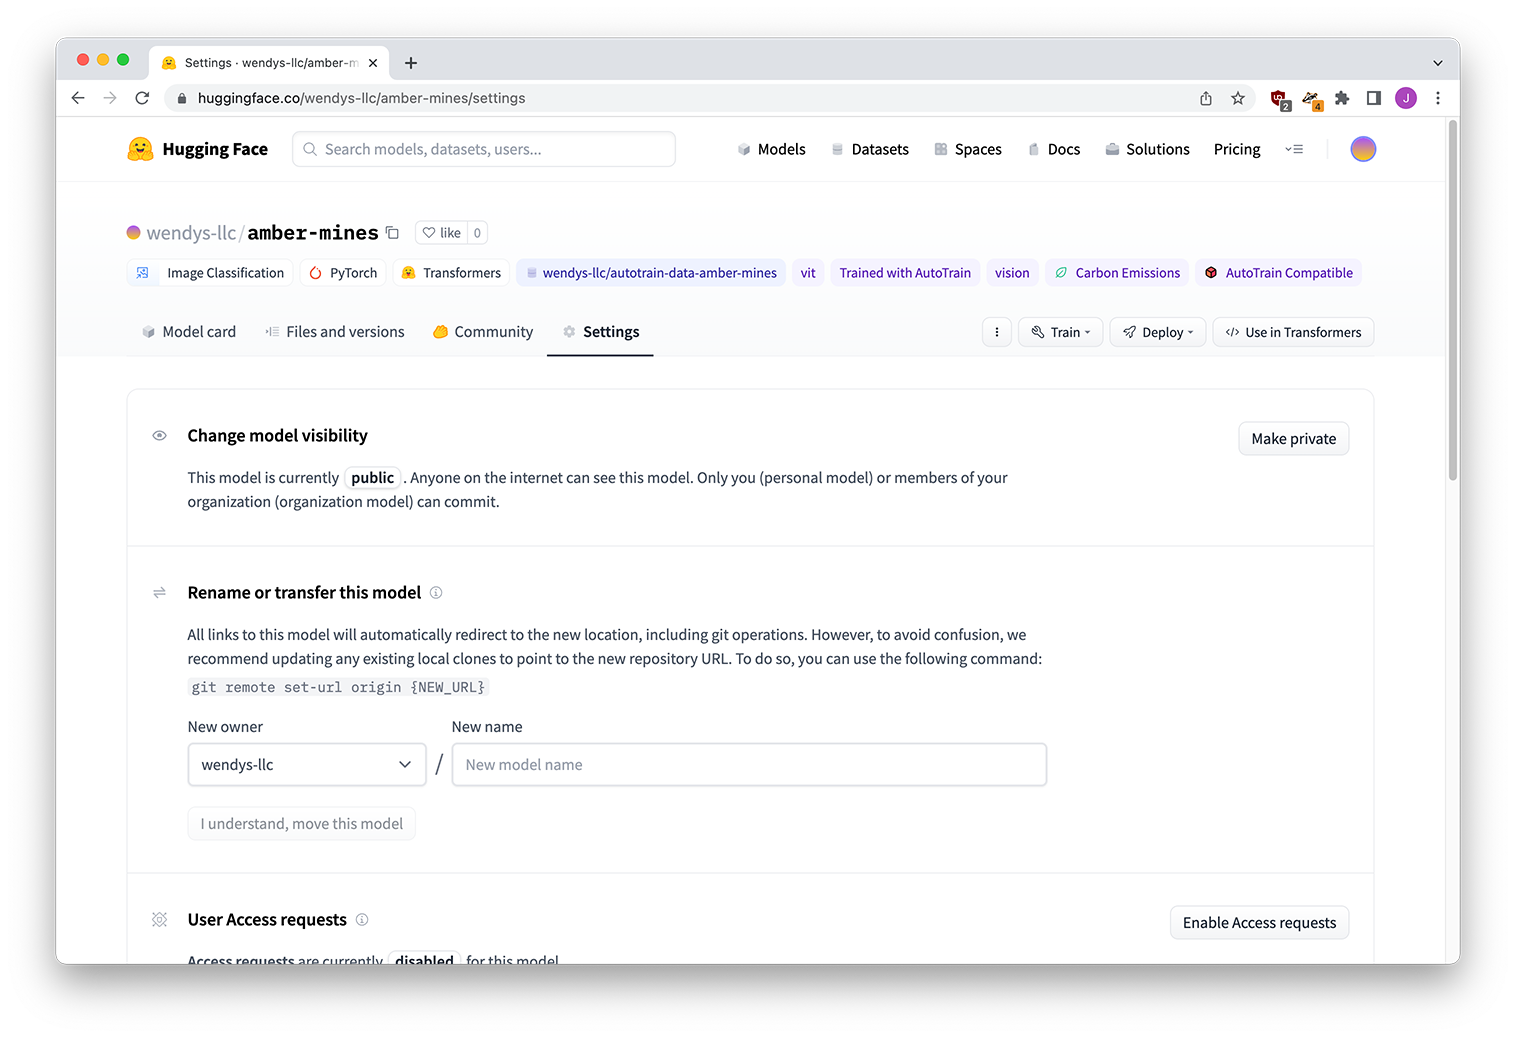 Settings · wendys-llc/amber-m
huggingface.co/wendys-llc/amber-mines/settings
2
4
J
Hugging Face
Search models, datasets, users...
Models
Datasets
Spaces
Docs
Solutions
Pricing
wendys-llc/amber-mines
like
0
Image Classification
PyTorch
Transformers
wendys-llc/autotrain-data-amber-mines
vit
Trained with AutoTrain
vision
Carbon Emissions
AutoTrain Compatible
Model card
Files and versions
Community
Settings
Train
Deploy
</> Use in Transformers
Change model visibility
Make private
This model is currently public . Anyone on the internet can see this model. Only you (personal model) or members of your
organization (organization model) can commit.
Rename or transfer this model
All links to this model will automatically redirect to the new location, including git operations. However, to avoid confusion, we
recommend updating any existing local clones to point to the new repository URL. To do so, you can use the following command:
git remote set-url origin {NEW_URL}
New owner
New name
wendys-llc
/
New model name
I understand, move this model
User Access requests
Enable Access requests
Access requests are currently disabled for this model